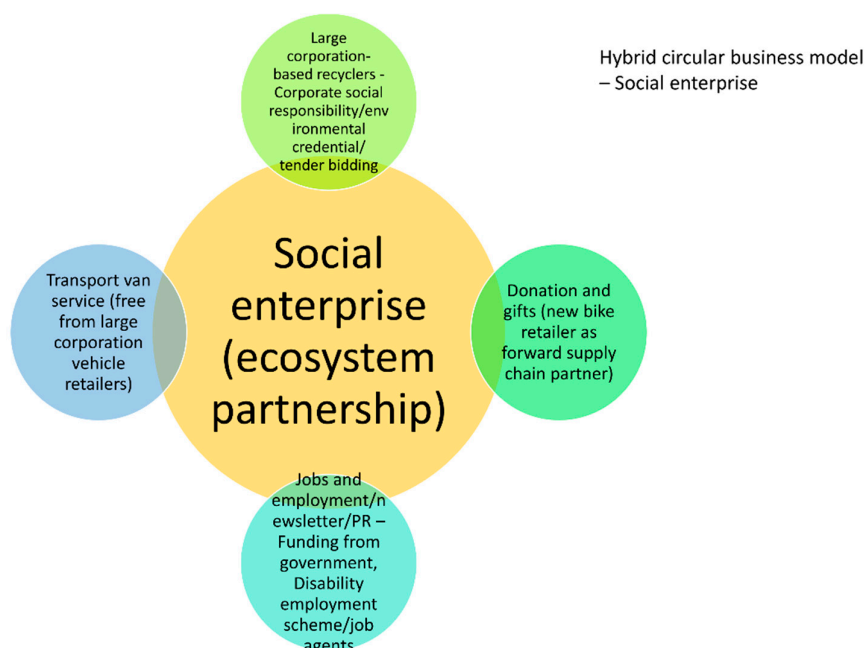 Large
corporation-
based recyclers -
Corporate social
responsibility/env
ironmental
credential/
tender bidding
Hybrid circular business model
– Social enterprise
Transport van
service (free
from large
corporation
vehicle
retailers)
Social
enterprise
(ecosystem
partnership)
Donation and
gifts (new bike
retailer as
forward supply
chain partner)
Jobs and
employment/n
ewsletter/PR –
Funding from
government,
Disability
employment
scheme/job
agents